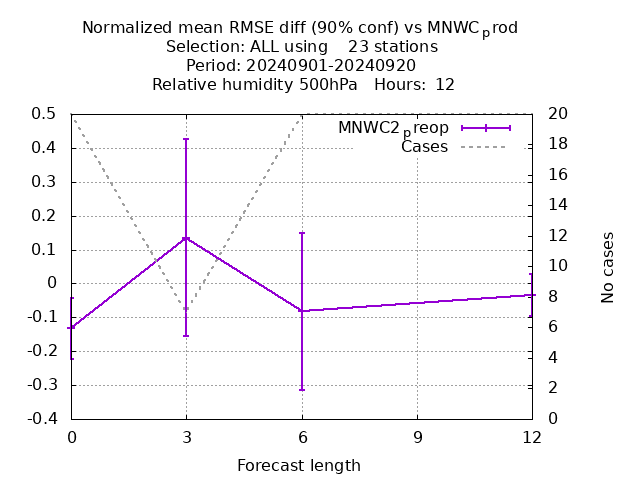 Normalized mean RMSE diff (90% conf) vs MNWCprod
Selection: ALL using 23 stations
Period: 20240901-20240920
Relative humidity 500hPa Hours: 12
0.5
0.4
0.3
0.2
0.1
0
-0.1
-0.2
-0.3
-0.4
MNWC2preop
Cases
20
18
16
14
12
10
8
6
4
2
0
No cases
0 3 6 9 12
Forecast length